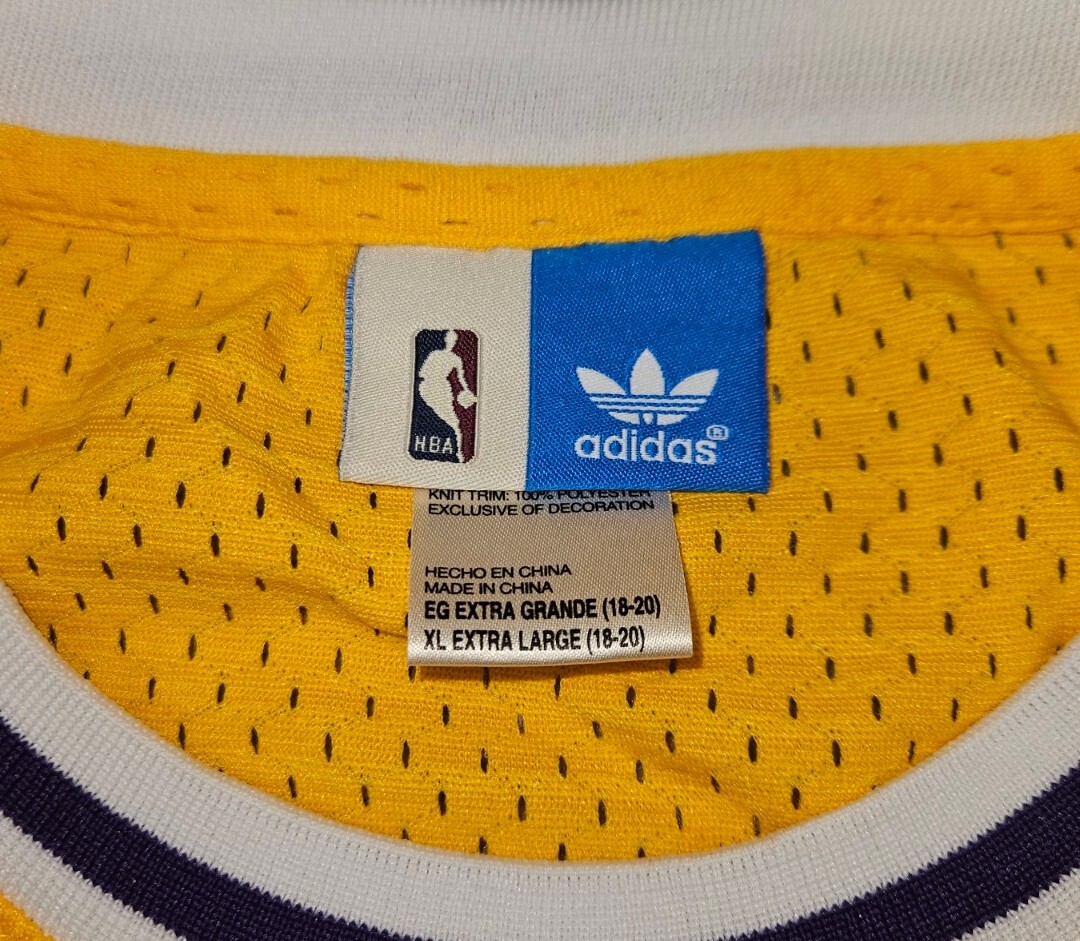 NBA
adidas®
KNIT TRIM: 100% POLYESTER
EXCLUSIVE OF DECORATION
HECHO EN CHINA
MADE IN CHINA
EG EXTRA GRANDE (18-20)
XL EXTRA LARGE (18-20)